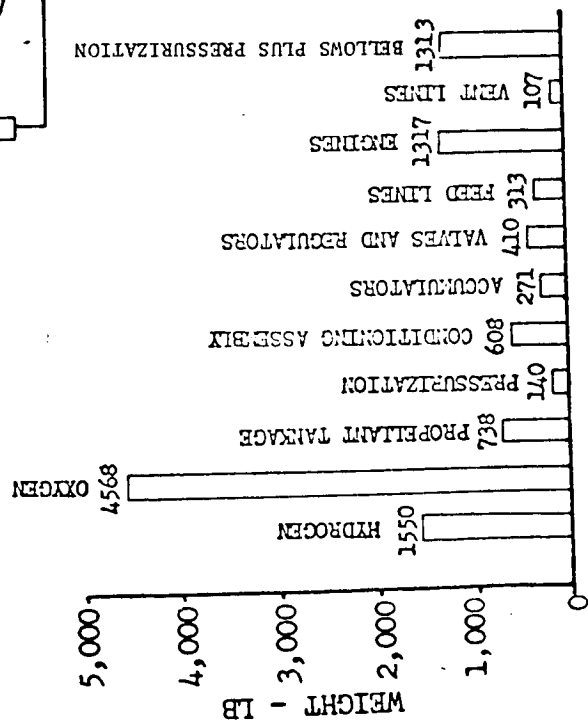 WEIGHT - LB
5,000
4,000
3,000
2,000
1,000
0
HYDROGEN
1550
OXYGEN
4568
PROPELLANT TANKAGE
738
PRESSURIZATION
140
CONDITIONING ASSEMBLY
608
ACCUMULATORS
271
VALVES AND REGULATORS
410
FEED LINES
313
ENGINES
1317
VENT LINES
107
BELLOWS PLUS PRESSURIZATION
1313